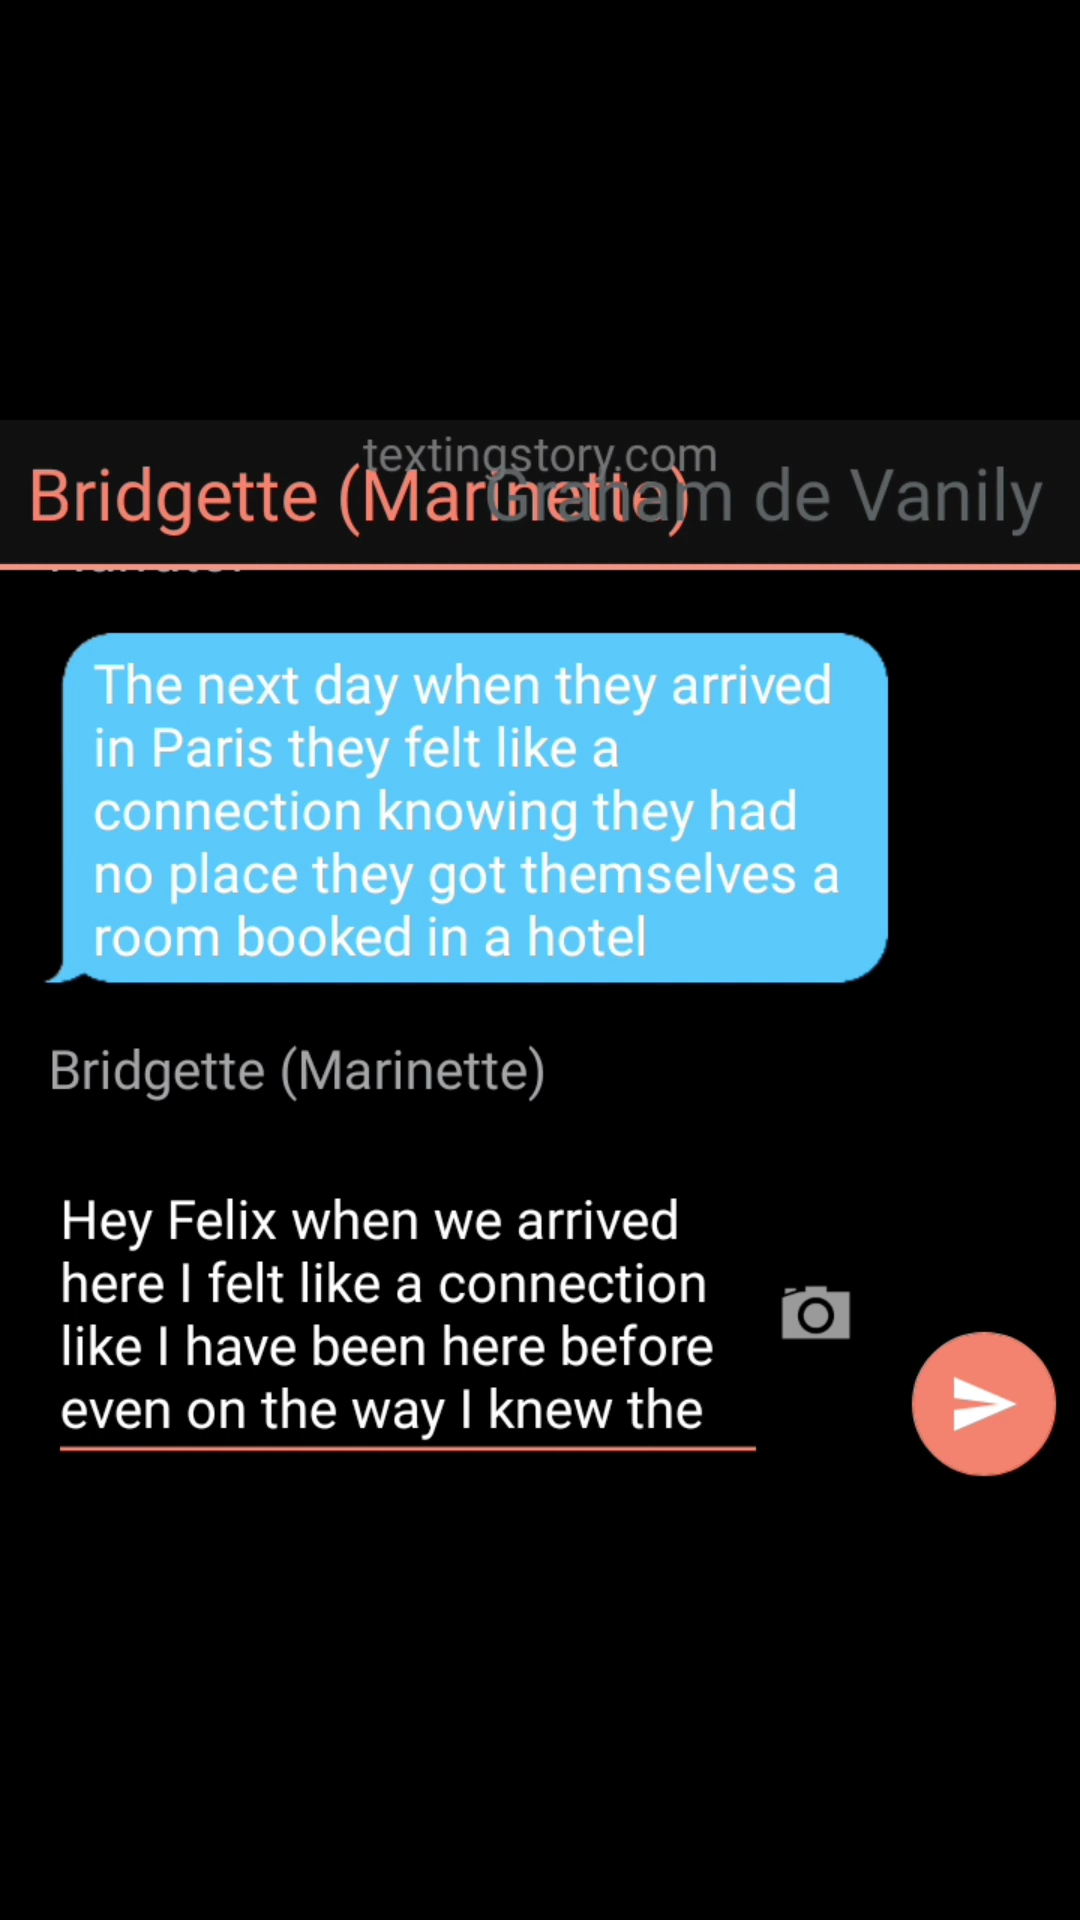 textingstory.com
Bridgette (Marinette)
Graham de Vanily
The next day when they arrived
in Paris they felt like a
connection knowing they had
no place they got themselves a
room booked in a hotel
Bridgette (Marinette)
Hey Felix when we arrived
here I felt like a connection
like I have been here before
even on the way I knew the